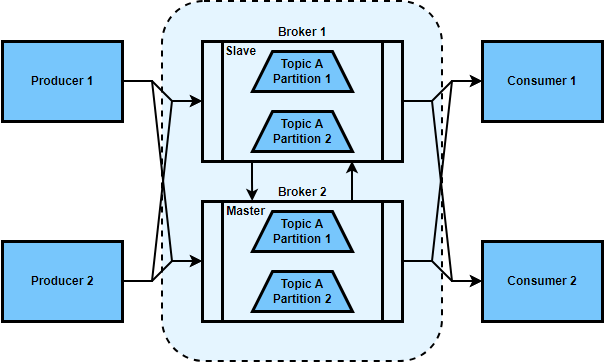 Broker 1
Slave
Topic A
Partition 1
Producer 1
Consumer 1
Topic A
Partition 2
Broker 2
Master
Topic A
Partition 1
Producer 2
Consumer 2
Topic A
Partition 2